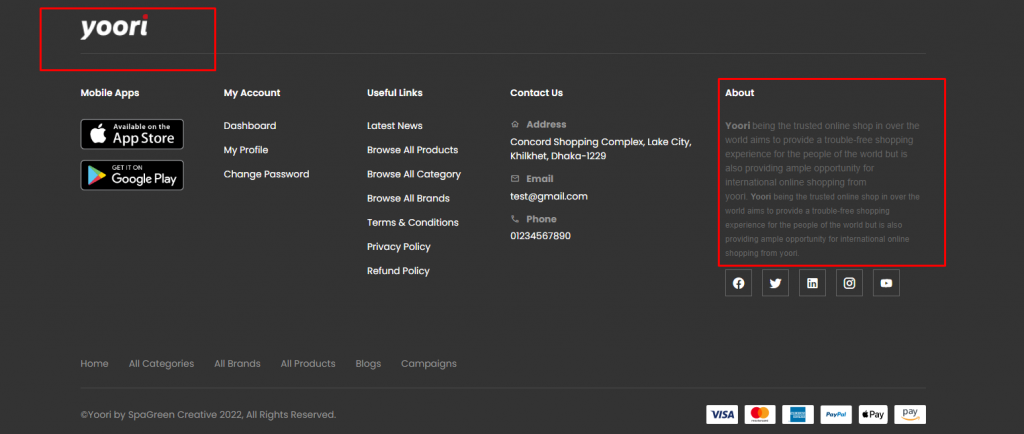 yoori
Mobile Apps
Available on the
App Store
GET IT ON
Google Play
My Account
Dashboard
My Profile
Change Password
Useful Links
Latest News
Browse All Products
Browse All Category
Browse All Brands
Terms & Conditions
Privacy Policy
Refund Policy
Contact Us
Address
Concord Shopping Complex, Lake City,
Khilkhet, Dhaka-1229
Email
test@gmail.com
Phone
01234567890
About
Yoori being the trusted online shop in over the
world aims to provide a trouble-free shopping
experience for the people of the world but is
also providing ample opportunity for
international online shopping from
yoori. Yoori being the trusted online shop in over the
world aims to provide a trouble-free shopping
experience for the people of the world but is also
providing ample opportunity for international online
shopping from yoori.
Home All Categories All Brands All Products Blogs Campaigns
©Yoori by SpaGreen Creative 2022, All Rights Reserved.
VISA mastercard AMERICAN EXPRESS PayPal Pay pay